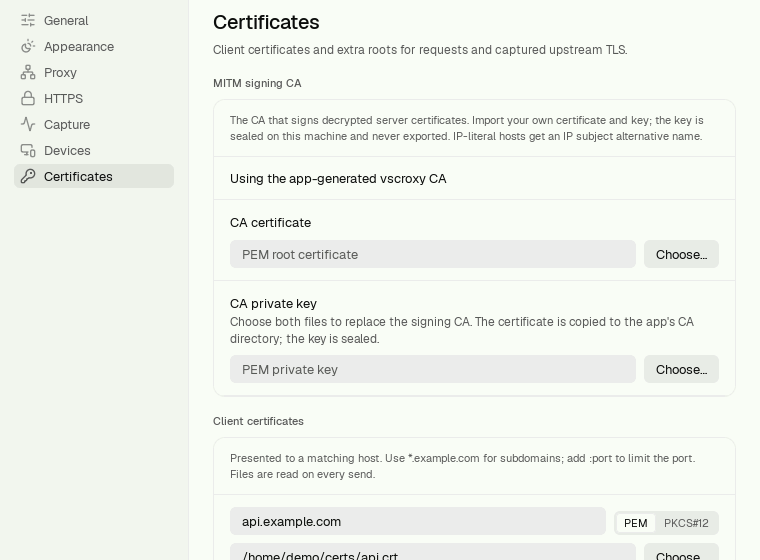 General
Appearance
Proxy
HTTPS
Capture
Devices
Certificates
Certificates
Client certificates and extra roots for requests and captured upstream TLS.
MITM signing CA
The CA that signs decrypted server certificates. Import your own certificate and key; the key is
sealed on this machine and never exported. IP-literal hosts get an IP subject alternative name.
Using the app-generated vscroxy CA
CA certificate
PEM root certificate
Choose...
CA private key
Choose both files to replace the signing CA. The certificate is copied to the app's CA
directory; the key is sealed.
PEM private key
Choose...
Client certificates
Presented to a matching host. Use *.example.com for subdomains; add :port to limit the port.
Files are read on every send.
api.example.com
PEM PKCS#12
/home/demo/certs/api.crt
Choose...